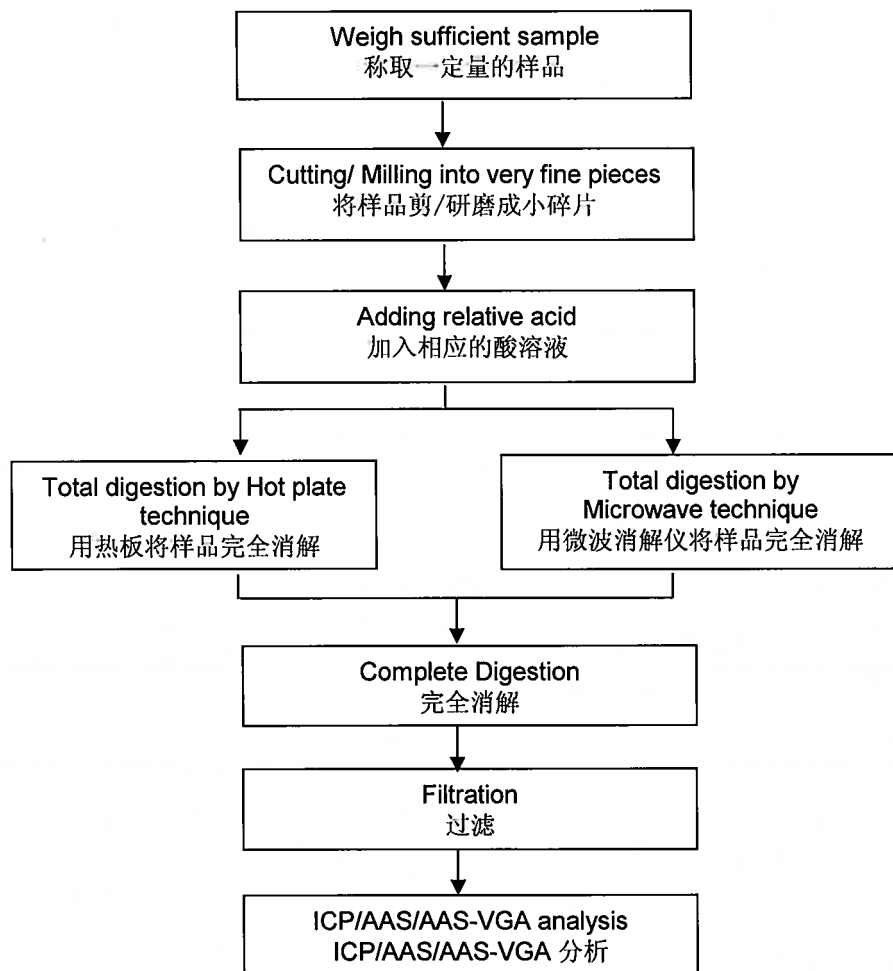 Weigh sufficient sample
称取一定量的样品
Cutting/ Milling into very fine pieces
将样品剪/研磨成小碎片
Adding relative acid
加入相应的酸溶液
Total digestion by Hot plate
technique
用热板将样品完全消解
Total digestion by
Microwave technique
用微波消解仪将样品完全消解
Complete Digestion
完全消解
Filtration
过滤
ICP/AAS/AAS-VGA analysis
ICP/AAS/AAS-VGA 分析